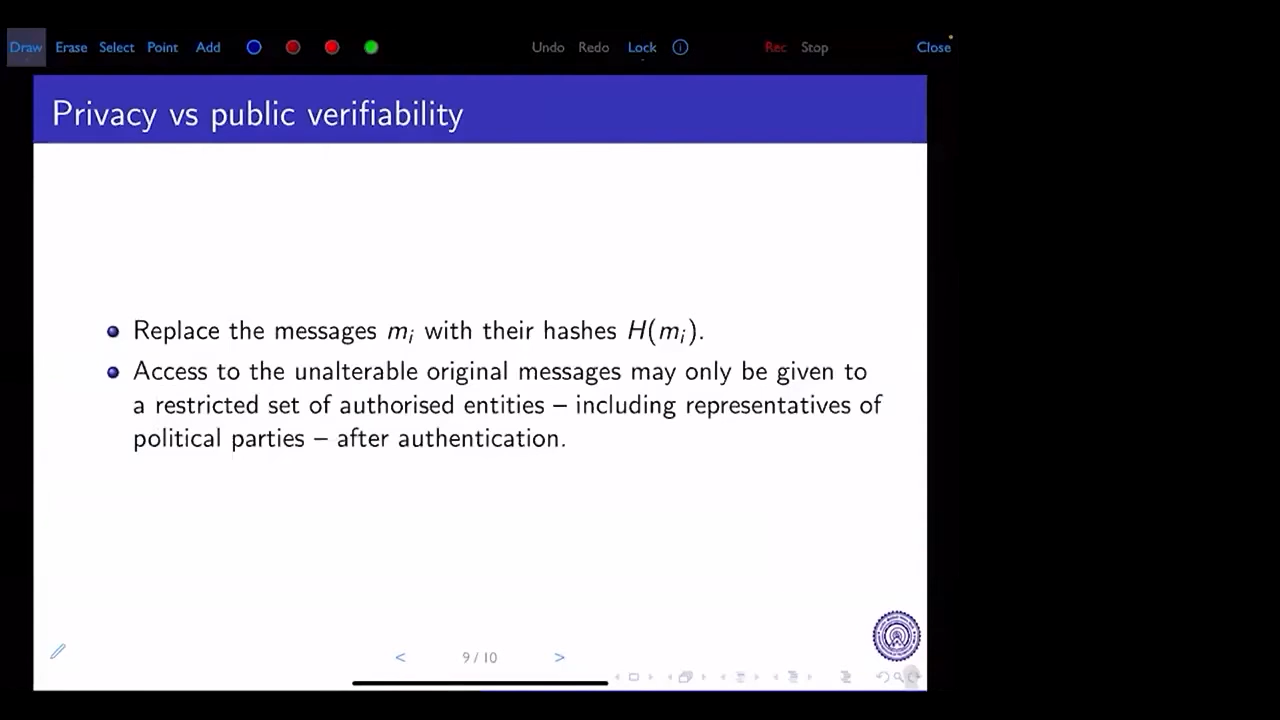 Draw Erase Select Point Add Undo Redo Lock Rec Stop Close
Privacy vs public verifiability
Replace the messages mᵢ with their hashes H(mᵢ).
Access to the unalterable original messages may only be given to
a restricted set of authorised entities – including representatives of
political parties – after authentication.
< 9 / 10 >